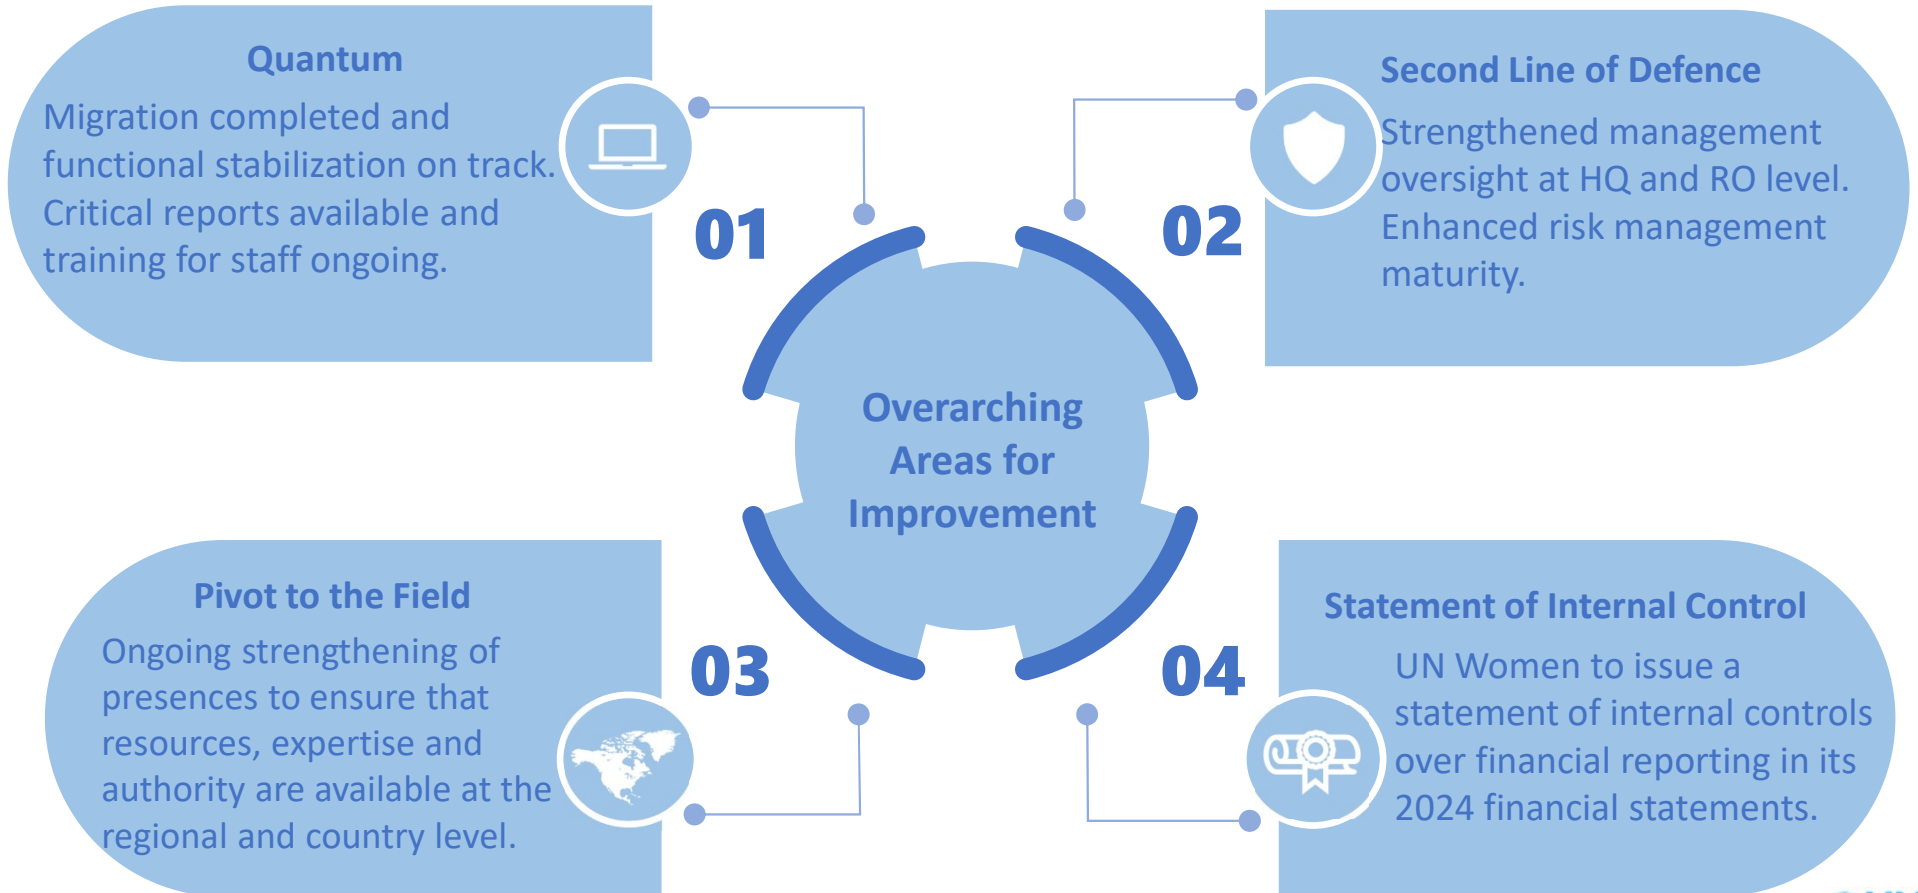 Quantum
Migration completed and
functional stabilization on track.
Critical reports available and
training for staff ongoing.
01
Second Line of Defence
Strengthened management
oversight at HQ and RO level.
Enhanced risk management
maturity.
02
Overarching
Areas for
Improvement
Pivot to the Field
Ongoing strengthening of
presences to ensure that
resources, expertise and
authority are available at the
regional and country level.
03
Statement of Internal Control
UN Women to issue a
statement of internal controls
over financial reporting in its
2024 financial statements.
04